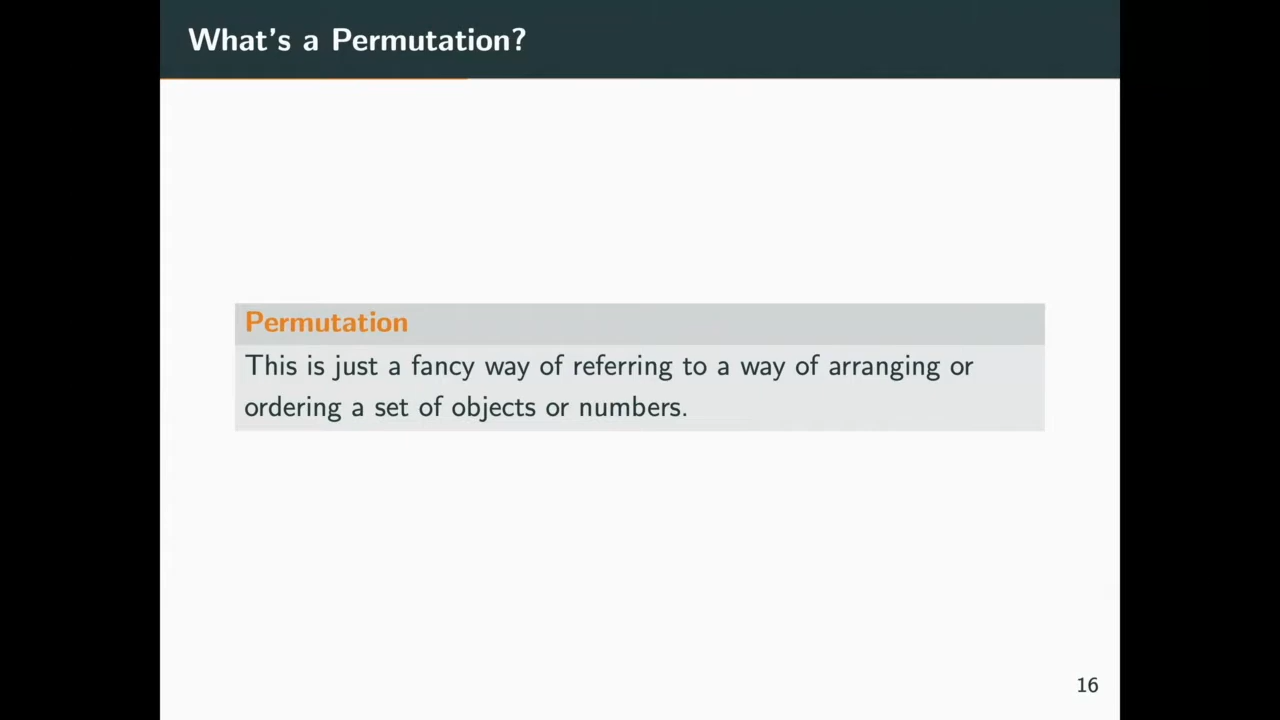 What's a Permutation?
Permutation
This is just a fancy way of referring to a way of arranging or
ordering a set of objects or numbers.
16